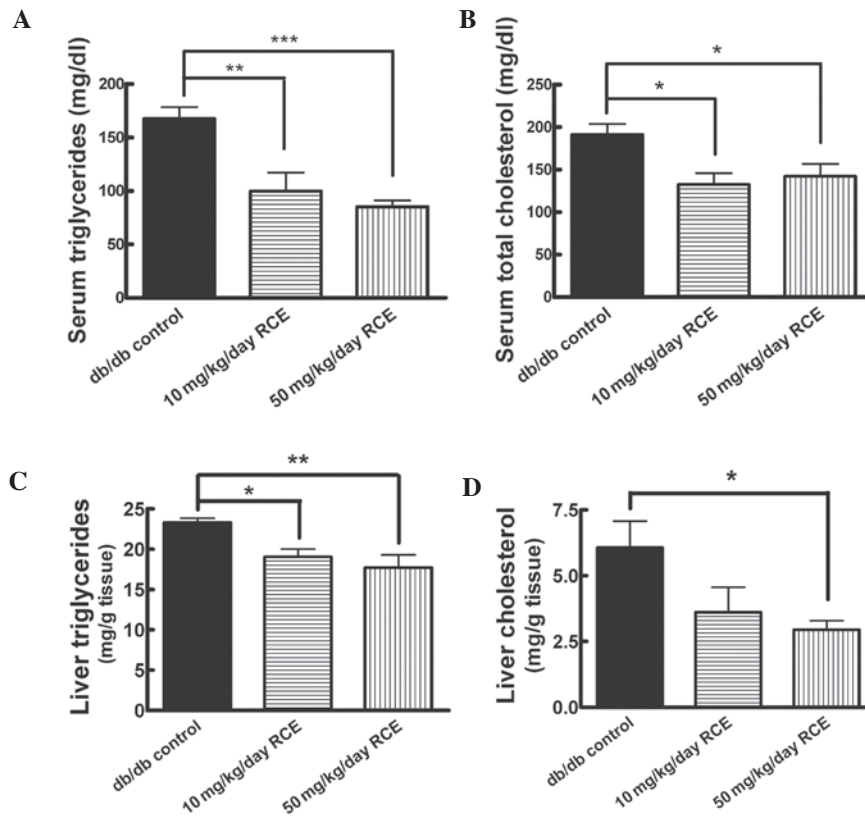 A
Serum triglycerides (mg/dl)
200
150
100
50
0
***
**
db/db control
10 mg/kg/day RCE
50 mg/kg/day RCE
B
Serum total cholesterol (mg/dl)
250
200
150
100
50
0
*
*
db/db control
10 mg/kg/day RCE
50 mg/kg/day RCE
C
Liver triglycerides
(mg/g tissue)
25
20
15
10
5
0
**
*
db/db control
10 mg/kg/day RCE
50 mg/kg/day RCE
D
Liver cholesterol
(mg/g tissue)
7.5
5.0
2.5
0.0
*
db/db control
10 mg/kg/day RCE
50 mg/kg/day RCE